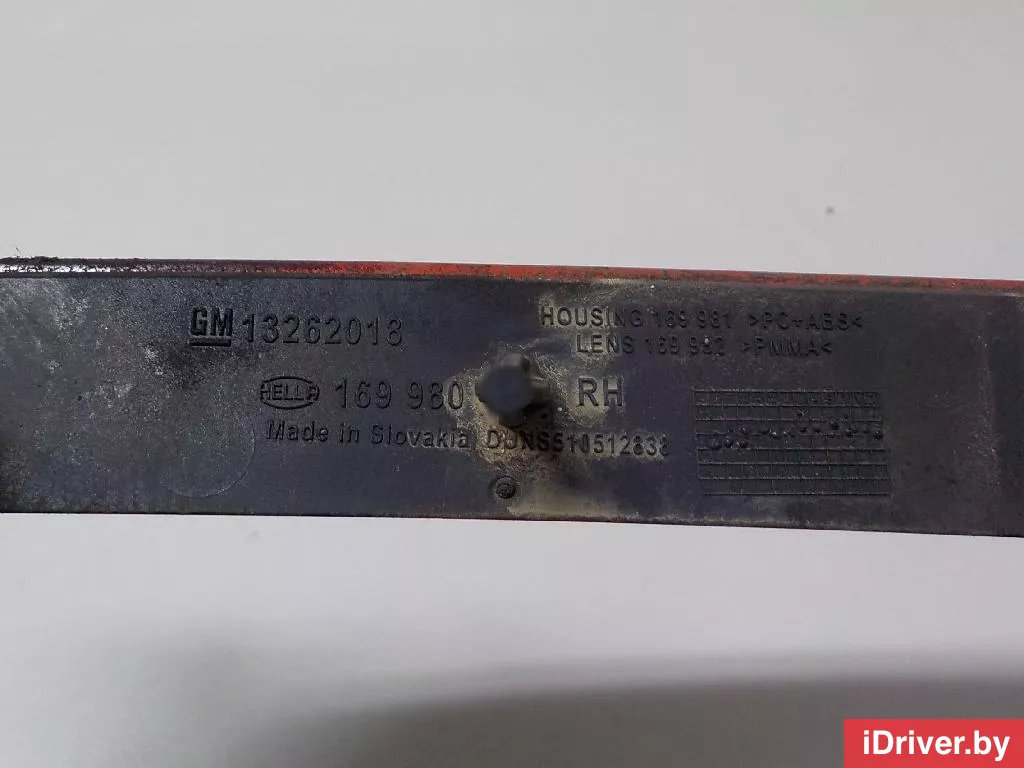 GM 13262018
HOUSING 169 981 >PC+ABS<
LENS 169 982 >PMMA<
HELLA 169 980 RH
Made in Slovakia DUNS510512838
iDriver.by